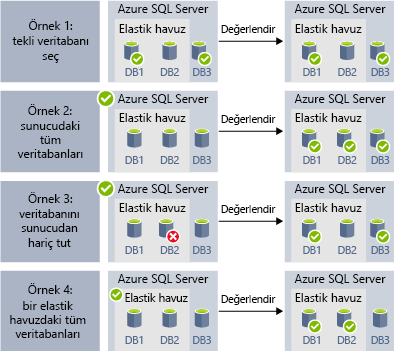 Örnek 1:
tekli veritabanı
seç
Azure SQL Server
Elastik havuz
DB1 DB2 DB3
Değerlendir
Azure SQL Server
Elastik havuz
DB1 DB2 DB3
Örnek 2:
sunucudaki
tüm
veritabanları
Azure SQL Server
Elastik havuz
DB1 DB2 DB3
Değerlendir
Azure SQL Server
Elastik havuz
DB1 DB2 DB3
Örnek 3:
veritabanını
sunucudan
hariç tut
Azure SQL Server
Elastik havuz
DB1 DB2 DB3
Değerlendir
Azure SQL Server
Elastik havuz
DB1 DB2 DB3
Örnek 4:
bir elastik
havuzdaki tüm
veritabanları
Azure SQL Server
Elastik havuz
DB1 DB2 DB3
Değerlendir
Azure SQL Server
Elastik havuz
DB1 DB2 DB3